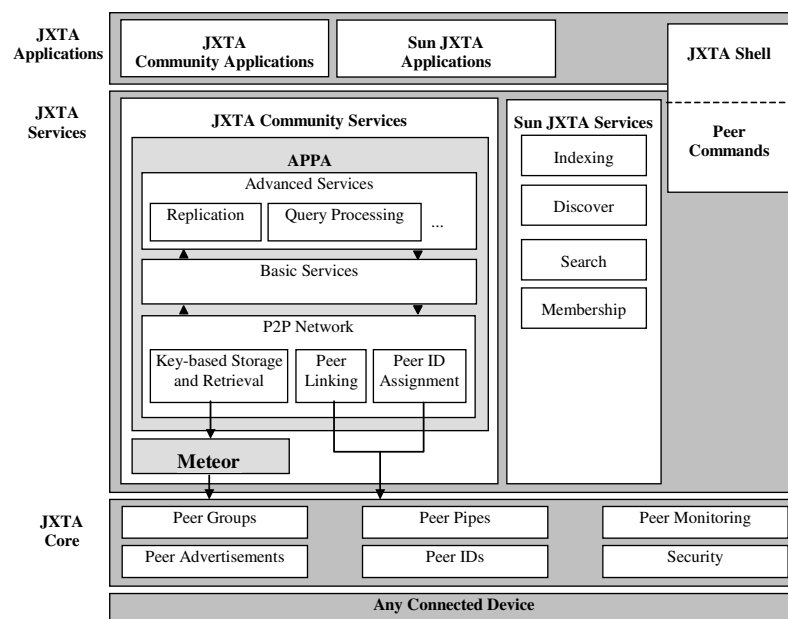 JXTA
Applications
JXTA
Community Applications
Sun JXTA
Applications
JXTA Shell
Peer
Commands
JXTA
Services
JXTA Community Services
APPA
Advanced Services
Replication
Query Processing
...
Basic Services
P2P Network
Key-based Storage
and Retrieval
Peer
Linking
Peer ID
Assignment
Meteor
Sun JXTA Services
Indexing
Discover
Search
Membership
JXTA
Core
Peer Groups
Peer Pipes
Peer Monitoring
Peer Advertisements
Peer IDs
Security
Any Connected Device